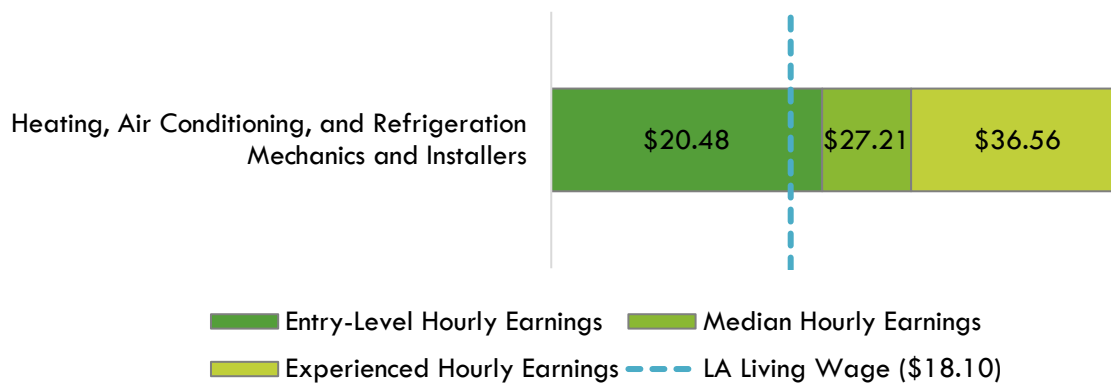 Heating, Air Conditioning, and Refrigeration
Mechanics and Installers
$20.48
$27.21
$36.56
Entry-Level Hourly Earnings
Median Hourly Earnings
Experienced Hourly Earnings
LA Living Wage ($18.10)